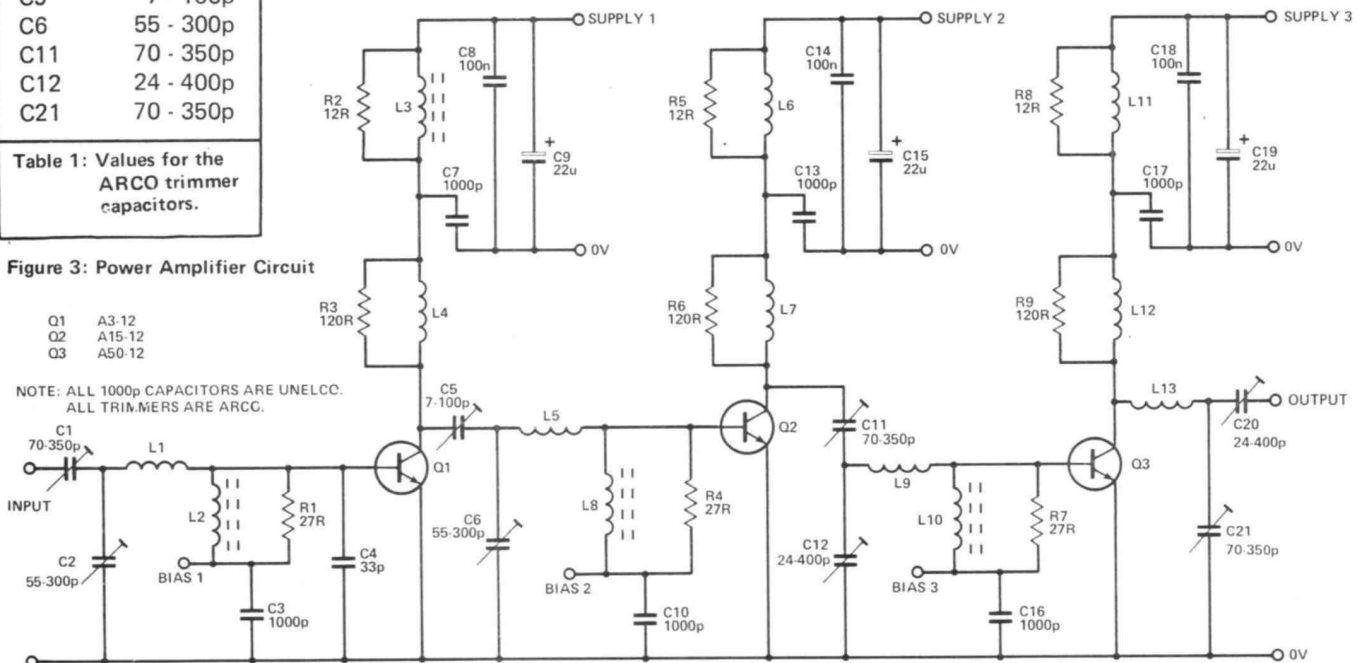 C6 55 - 300p
C11 70 - 350p
C12 24 - 400p
C21 70 - 350p
Table 1: Values for the
ARCO trimmer
capacitors.
Figure 3: Power Amplifier Circuit
Q1 A3-12
Q2 A15-12
Q3 A50-12
NOTE: ALL 1000p CAPACITORS ARE UNELCO.
ALL TRIMMERS ARE ARCO.
SUPPLY 1
C8
100n
R2
12R
L3
+
C9
22u
C7
1000p
0V
R3
120R
L4
SUPPLY 2
C14
100n
R5
12R
L6
+
C15
22u
C13
1000p
0V
R6
120R
L7
SUPPLY 3
C18
100n
R8
12R
L11
+
C19
22u
C17
1000p
0V
R9
120R
L12
C1
70-350p
L1
INPUT
L2
R1
27R
C2
55-300p
BIAS 1
C4
33p
C3
1000p
Q1
C5
7-100p
L5
C6
55-300p
L8
R4
27R
BIAS 2
C10
1000p
Q2
C11
70-350p
L9
C12
24-400p
L10
R7
27R
BIAS 3
C16
1000p
Q3
L13
C20
24-400p
OUTPUT
C21
70-350p
0V